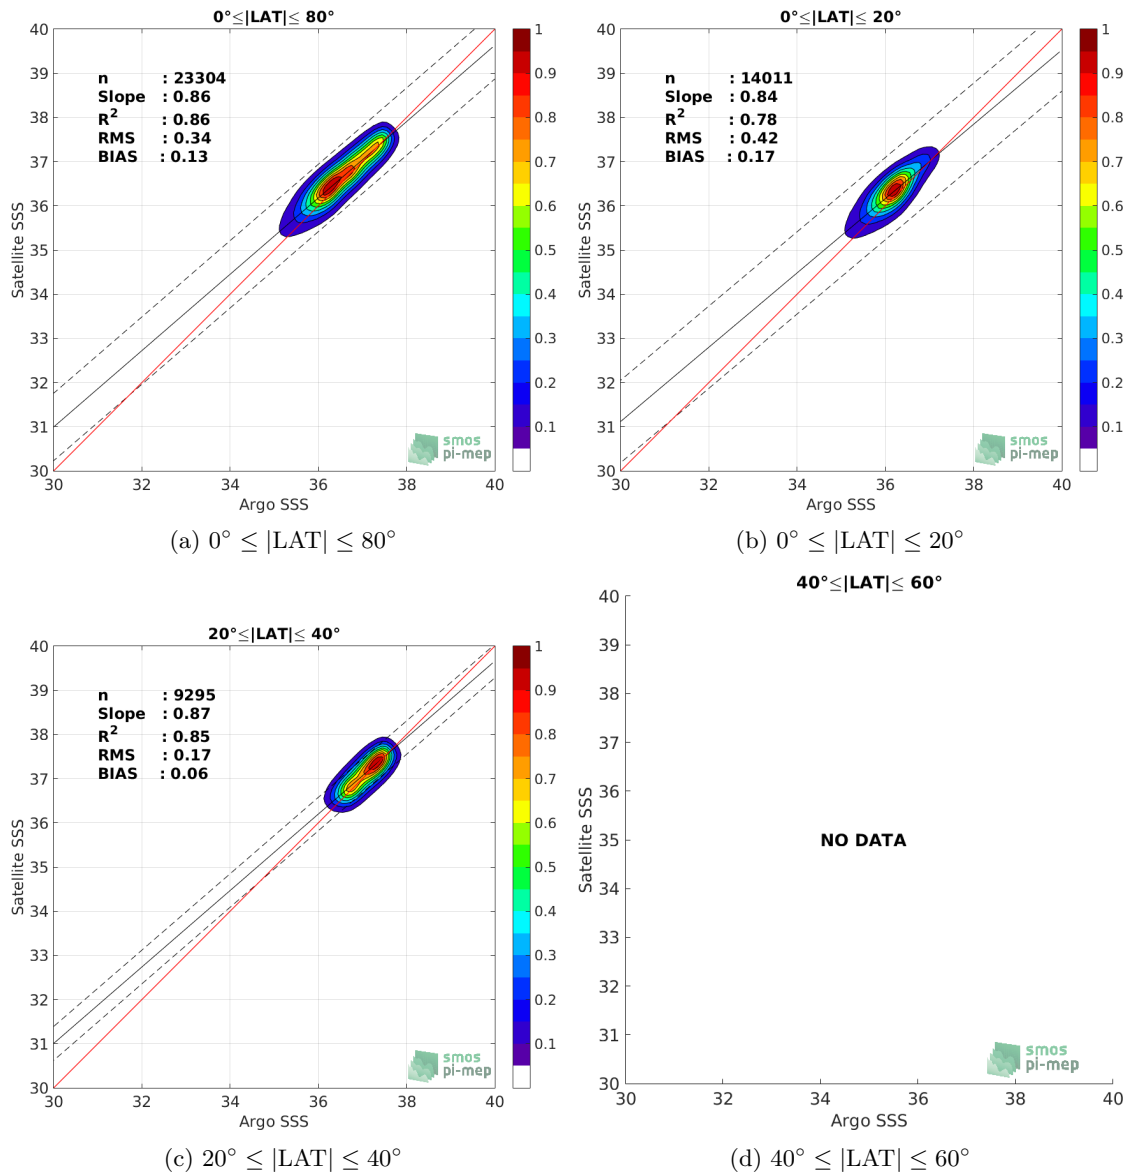 0°≤|LAT|≤ 80°
40
39
38
37
36
35
34
33
32
31
30
Satellite SSS
n : 23304
Slope : 0.86
R2 : 0.86
RMS : 0.34
BIAS : 0.13
smos
pi-mep
30 32 34 36 38 40
Argo SSS
1
0.9
0.8
0.7
0.6
0.5
0.4
0.3
0.2
0.1
(a) 0° ≤ |LAT| ≤ 80°
0°≤|LAT|≤ 20°
40
39
38
37
36
35
34
33
32
31
30
Satellite SSS
n : 14011
Slope : 0.84
R2 : 0.78
RMS : 0.42
BIAS : 0.17
smos
pi-mep
30 32 34 36 38 40
Argo SSS
1
0.9
0.8
0.7
0.6
0.5
0.4
0.3
0.2
0.1
(b) 0° ≤ |LAT| ≤ 20°
20°≤|LAT|≤ 40°
40
39
38
37
36
35
34
33
32
31
30
Satellite SSS
n : 9295
Slope : 0.87
R2 : 0.85
RMS : 0.17
BIAS : 0.06
smos
pi-mep
30 32 34 36 38 40
Argo SSS
1
0.9
0.8
0.7
0.6
0.5
0.4
0.3
0.2
0.1
(c) 20° ≤ |LAT| ≤ 40°
40°≤|LAT|≤ 60°
40
39
38
37
36
35
34
33
32
31
30
Satellite SSS
NO DATA
smos
pi-mep
30 32 34 36 38 40
Argo SSS
(d) 40° ≤ |LAT| ≤ 60°